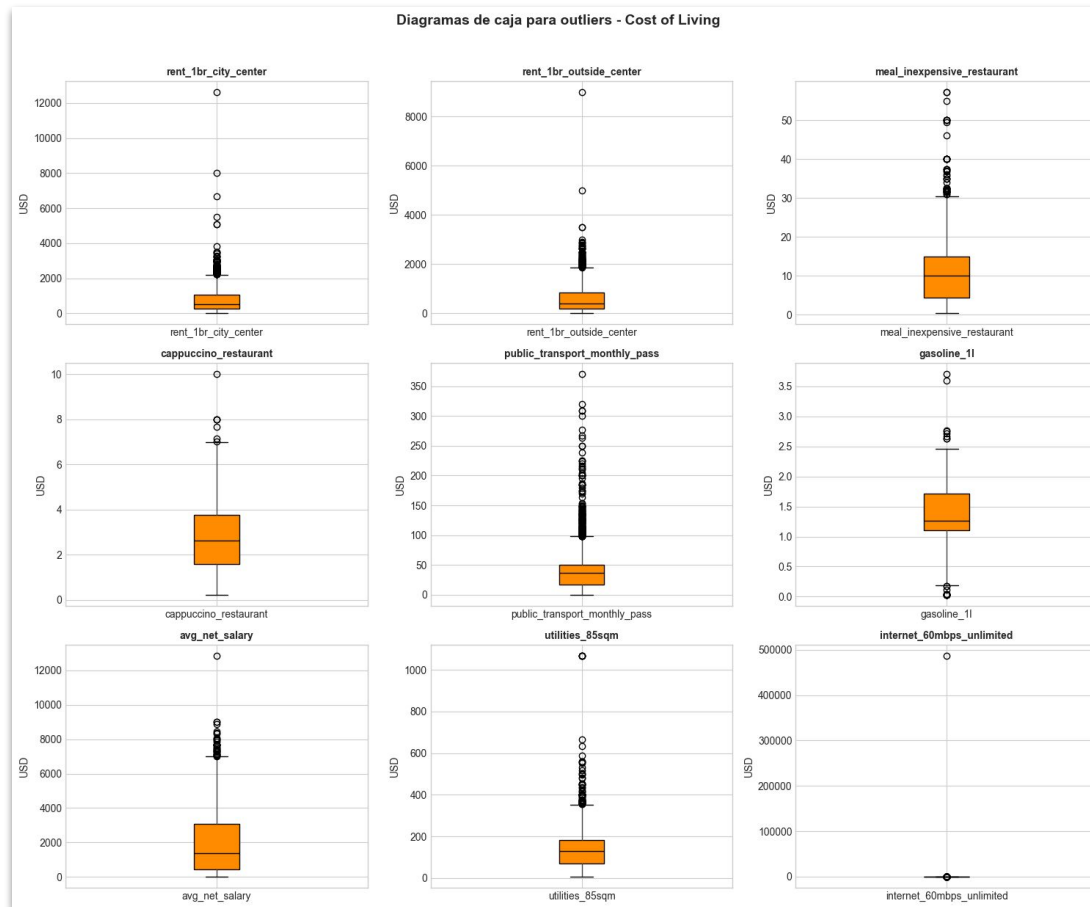 Diagramas de caja para outliers - Cost of Living
rent_1br_city_center
12000
10000
8000
6000
4000
2000
0
USD
rent_1br_city_center
rent_1br_outside_center
8000
6000
4000
2000
0
USD
rent_1br_outside_center
meal_inexpensive_restaurant
50
40
30
20
10
0
USD
meal_inexpensive_restaurant
cappuccino_restaurant
10
8
6
4
2
0
USD
cappuccino_restaurant
public_transport_monthly_pass
350
300
250
200
150
100
50
0
USD
public_transport_monthly_pass
gasoline_1l
3.5
3.0
2.5
2.0
1.5
1.0
0.5
0.0
USD
gasoline_1l
avg_net_salary
12000
10000
8000
6000
4000
2000
0
USD
avg_net_salary
utilities_85sqm
1000
800
600
400
200
0
USD
utilities_85sqm
internet_60mbps_unlimited
500000
400000
300000
200000
100000
0
USD
internet_60mbps_unlimited